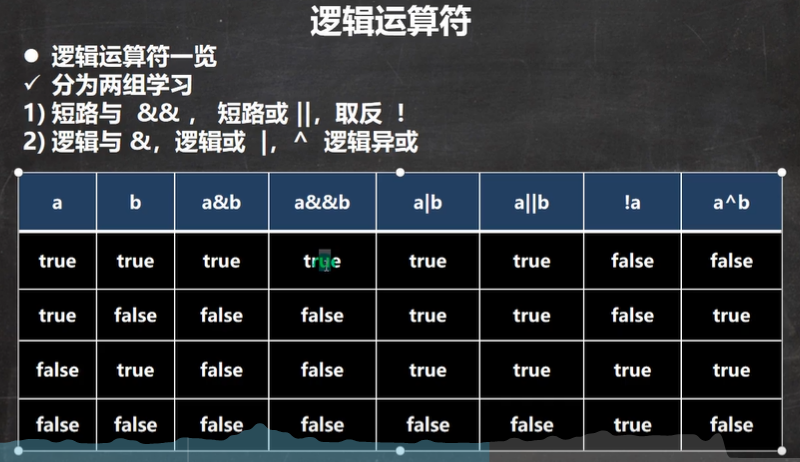 逻辑运算符
● 逻辑运算符一览
✓ 分为两组学习
1) 短路与 && ， 短路或 ||，取反 ！
2) 逻辑与 &，逻辑或 |，^ 逻辑异或
a b a&b a&&b a|b a||b !a a^b
true true true true true true false false
true false false false true true false true
false true false false true true true true
false false false false false false true false